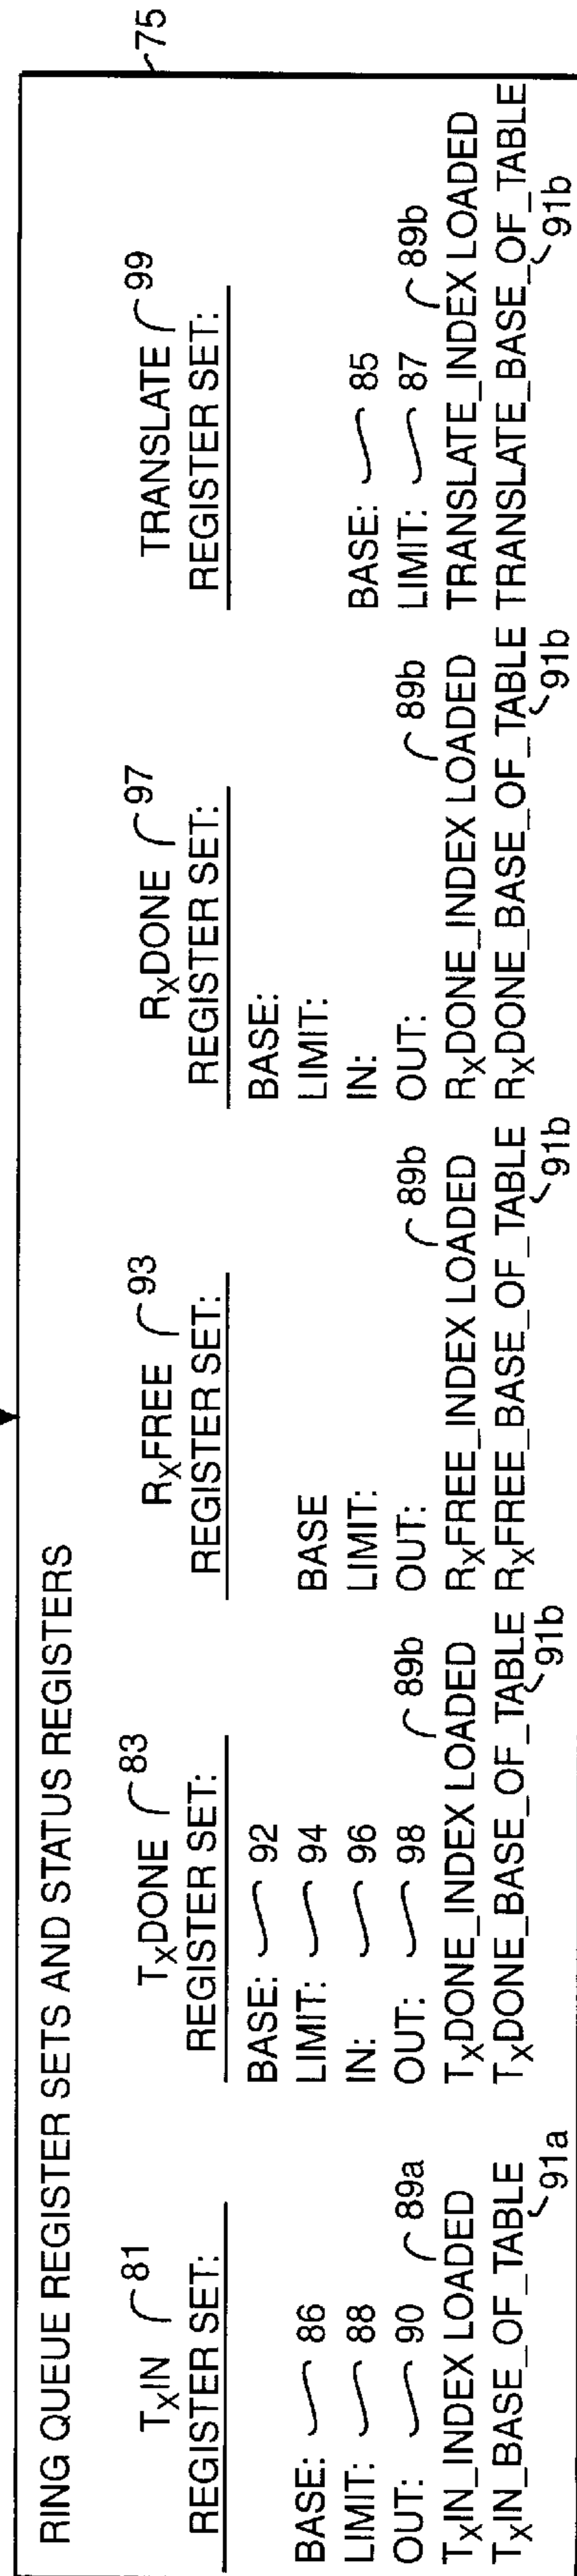 75
RING QUEUE REGISTER SETS AND STATUS REGISTERS
TxIN 81
REGISTER SET:
BASE: 86
LIMIT: 88
OUT: 90 89a
TxIN_INDEX LOADED
TxIN_BASE_OF_TABLE
91a
TxDONE 83
REGISTER SET:
BASE: 92
LIMIT: 94
IN: 96
OUT: 98 89b
TxDONE_INDEX LOADED
TxDONE_BASE_OF_TABLE
91b
RxFREE 93
REGISTER SET:
BASE
LIMIT:
OUT: 89b
RxFREE_INDEX LOADED
RxFREE_BASE_OF_TABLE
91b
RxDONE 97
REGISTER SET:
BASE:
LIMIT:
IN:
OUT: 89b
RxDONE_INDEX LOADED
RxDONE_BASE_OF_TABLE
91b
TRANSLATE 99
REGISTER SET:
BASE: 85
LIMIT: 87
89b
TRANSLATE_INDEX LOADED
TRANSLATE_BASE_OF_TABLE
91b